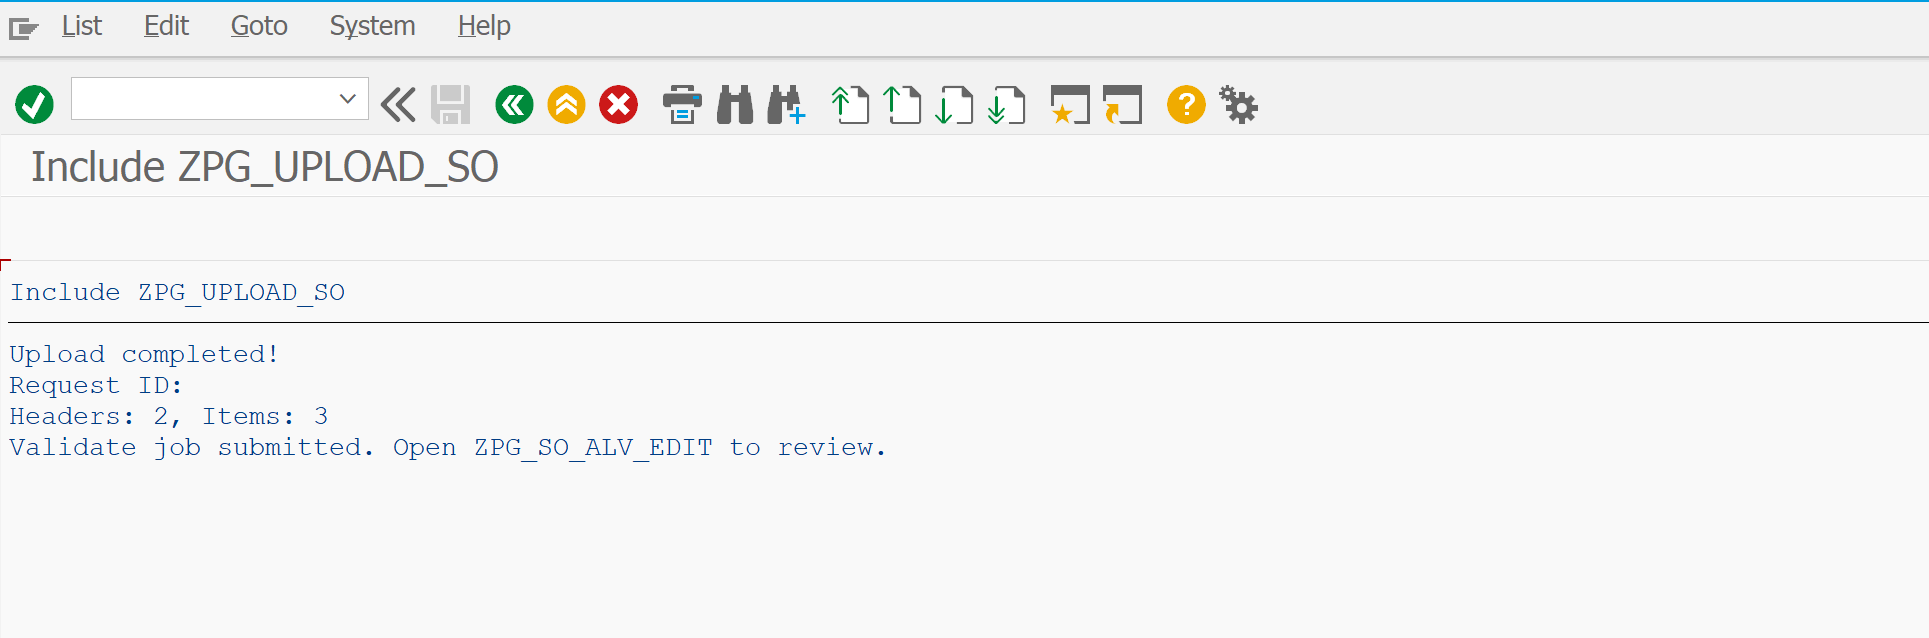 List Edit Goto System Help
Include ZPG_UPLOAD_SO
Include ZPG_UPLOAD_SO
Upload completed!
Request ID:
Headers: 2, Items: 3
Validate job submitted. Open ZPG_SO_ALV_EDIT to review.